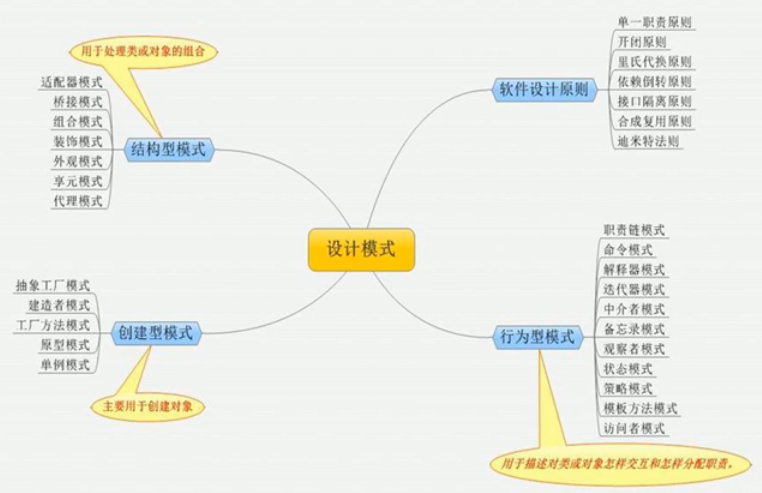 用于处理类或对象的组合
适配器模式
桥接模式
组合模式
装饰模式
外观模式
享元模式
代理模式
结构型模式
单一职责原则
开闭原则
里氏代换原则
依赖倒转原则
接口隔离原则
合成复用原则
迪米特法则
软件设计原则
设计模式
抽象工厂模式
建造者模式
工厂方法模式
原型模式
单例模式
创建型模式
主要用于创建对象
职责链模式
命令模式
解释器模式
迭代器模式
中介者模式
备忘录模式
观察者模式
状态模式
策略模式
模板方法模式
访问者模式
行为型模式
用于描述对类或对象怎样交互和怎样分配职责。